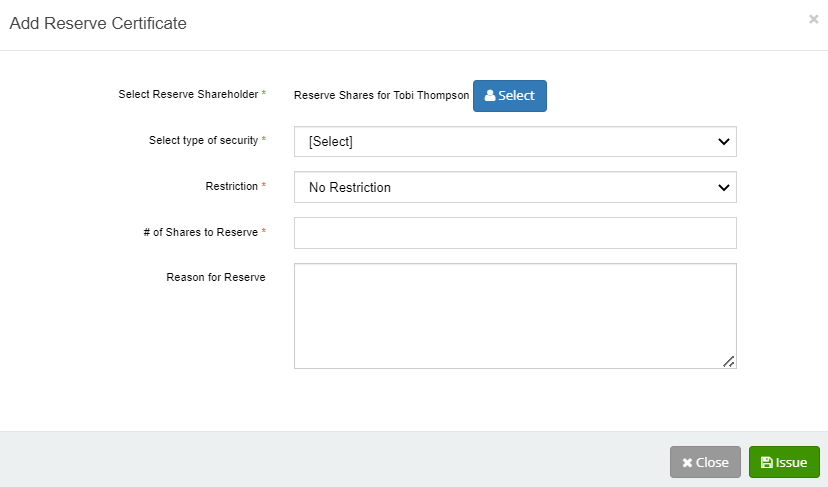 Add Reserve Certificate
Select Reserve Shareholder * Reserve Shares for Tobi Thompson Select
Select type of security * [Select]
Restriction * No Restriction
# of Shares to Reserve *
Reason for Reserve
Close Issue